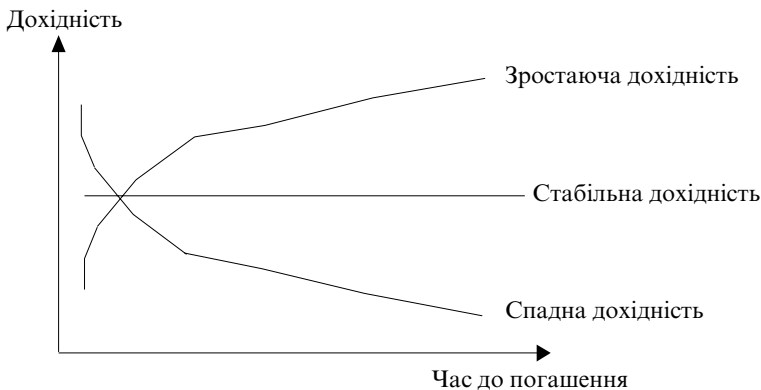 Дохідність
Зростаюча дохідність
Стабільна дохідність
Спадна дохідність
Час до погашення